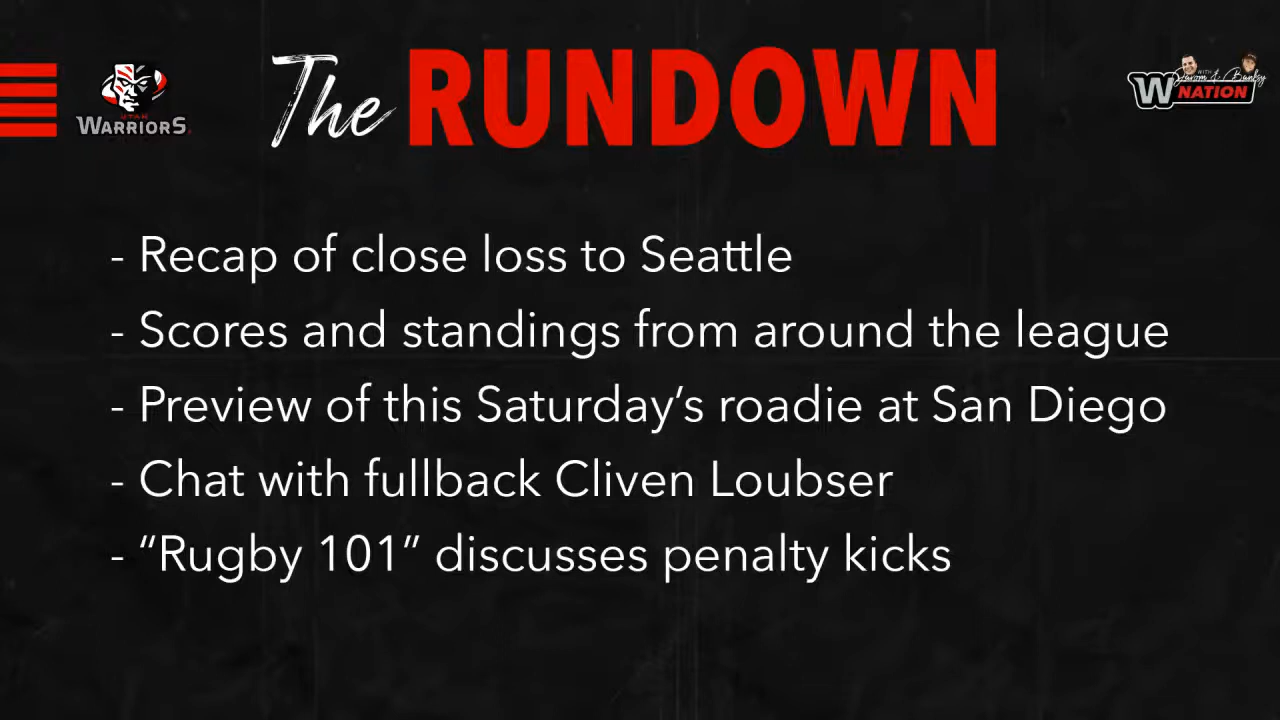 The RUNDOWN
UTAH
WARRIORS
W NATION
- Recap of close loss to Seattle
- Scores and standings from around the league
- Preview of this Saturday’s roadie at San Diego
- Chat with fullback Cliven Loubser
- “Rugby 101” discusses penalty kicks